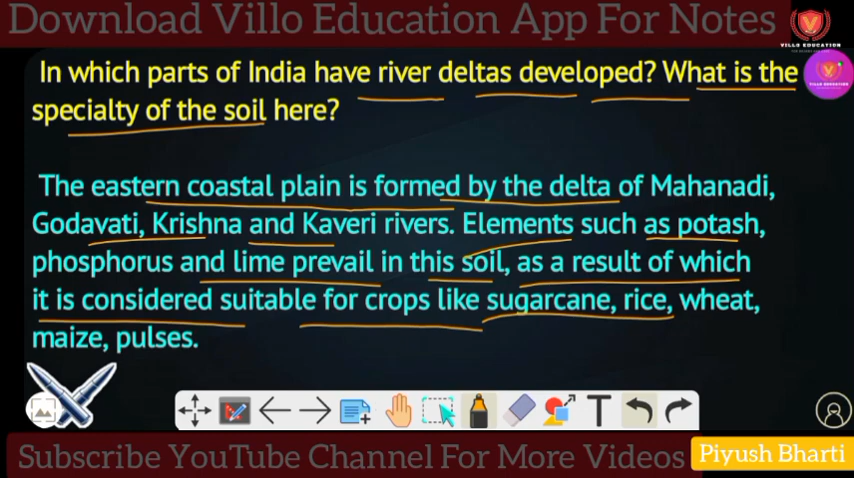 Download Villo Education App For Notes
VILLO EDUCATION
In which parts of India have river deltas developed? What is the
specialty of the soil here?
The eastern coastal plain is formed by the delta of Mahanadi,
Godavati, Krishna and Kaveri rivers. Elements such as potash,
phosphorus and lime prevail in this soil, as a result of which
it is considered suitable for crops like sugarcane, rice, wheat,
maize, pulses.
T
Subscribe YouTube Channel For More Videos
Piyush Bharti